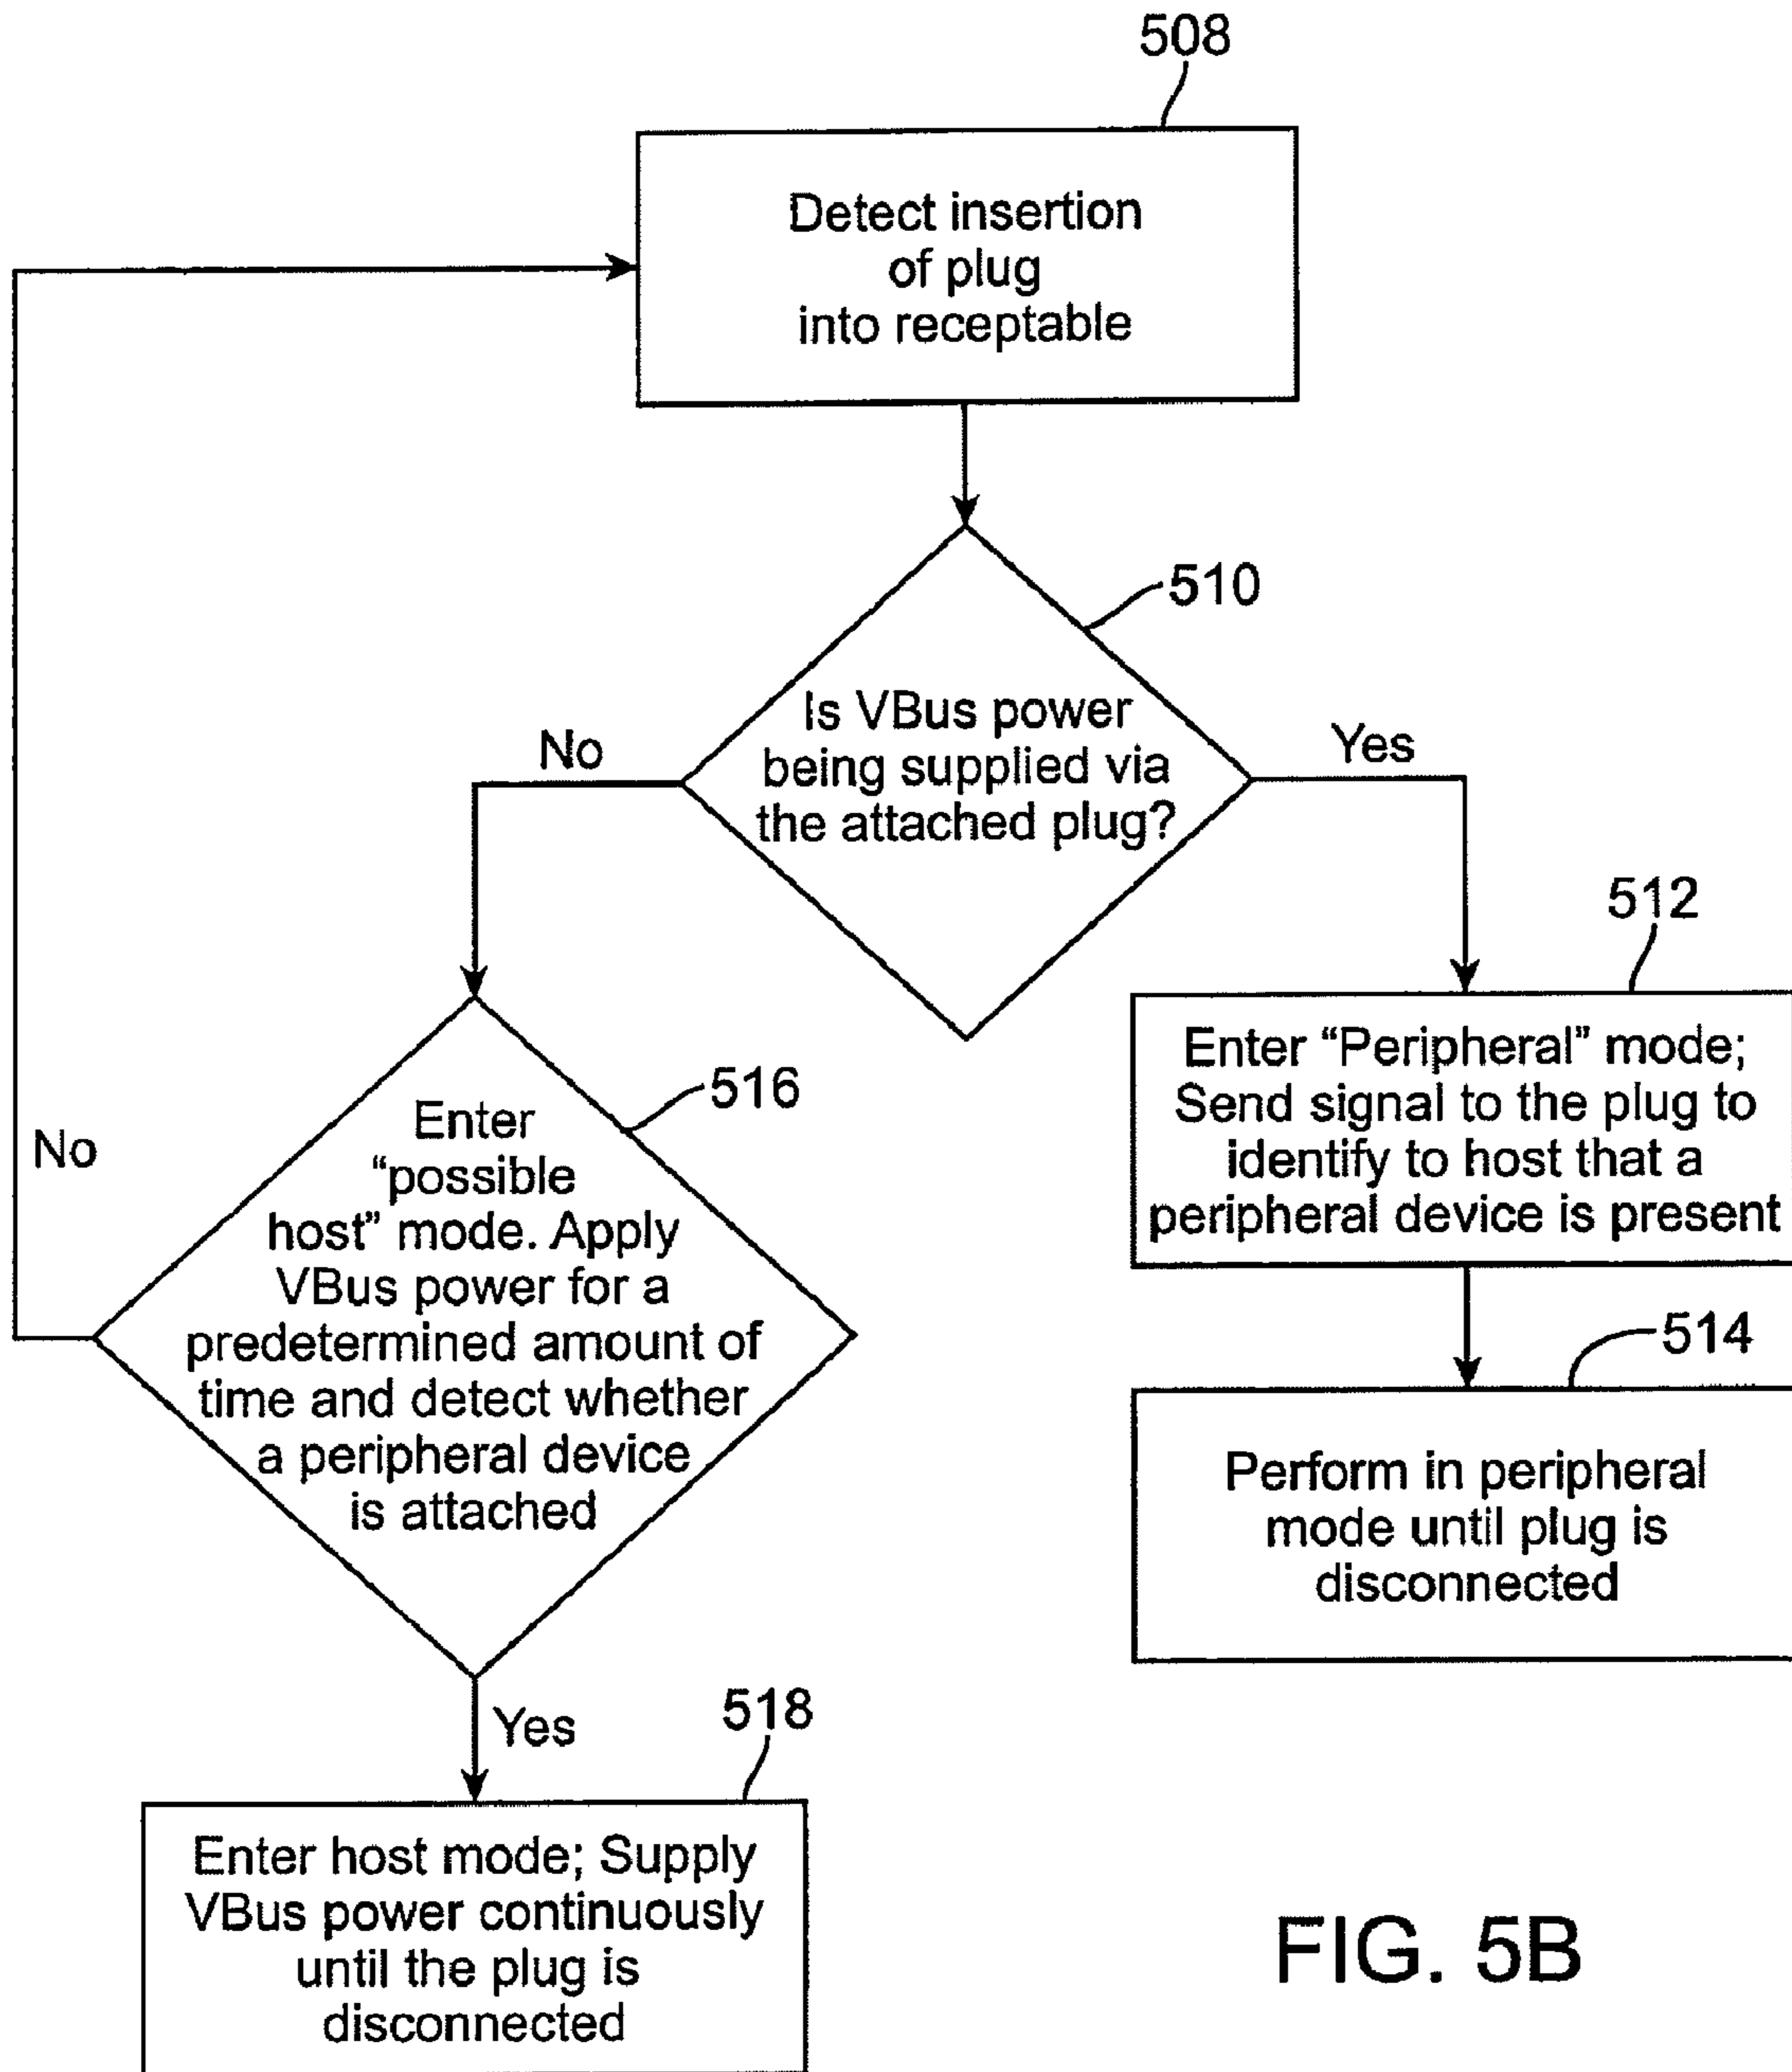 508
Detect insertion
of plug
into receptable
510
Is VBus power
being supplied via
the attached plug?
No
Yes
512
Enter “Peripheral” mode;
Send signal to the plug to
identify to host that a
peripheral device is present
514
Perform in peripheral
mode until plug is
disconnected
516
Enter
“possible
host” mode. Apply
VBus power for a
predetermined amount of
time and detect whether
a peripheral device
is attached
No
Yes
518
Enter host mode; Supply
VBus power continuously
until the plug is
disconnected
FIG. 5B